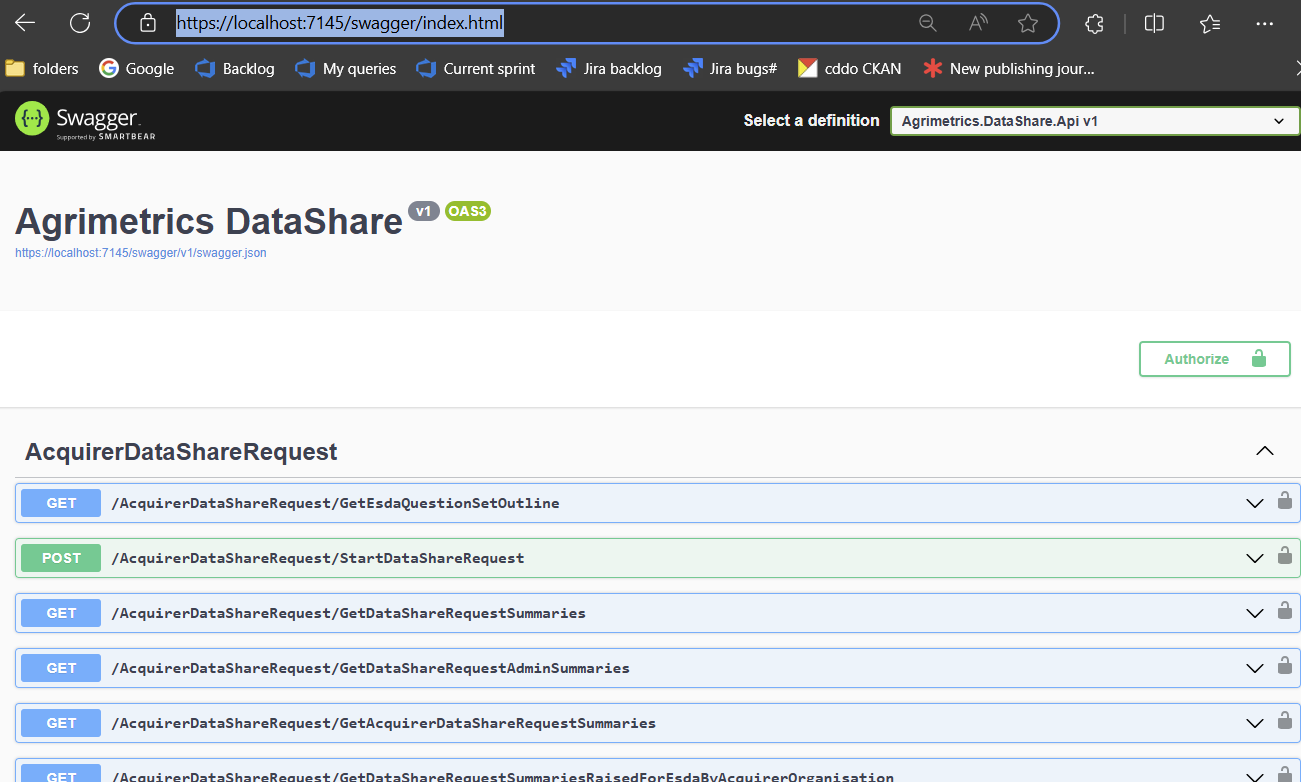 https://localhost:7145/swagger/index.html
folders Google Backlog My queries Current sprint Jira backlog Jira bugs# cddo CKAN New publishing jour...
Swagger.
Supported by SMARTBEAR
Select a definition
Agrimetrics.DataShare.Api v1
Agrimetrics DataShare v1 OAS3
https://localhost:7145/swagger/v1/swagger.json
Authorize
AcquirerDataShareRequest
GET /AcquirerDataShareRequest/GetEsdaQuestionSetOutline
POST /AcquirerDataShareRequest/StartDataShareRequest
GET /AcquirerDataShareRequest/GetDataShareRequestSummaries
GET /AcquirerDataShareRequest/GetDataShareRequestAdminSummaries
GET /AcquirerDataShareRequest/GetAcquirerDataShareRequestSummaries
GET /AcquirerDataShareRequest/GetDataShareRequestSummariesRaisedForEsdaByAcquirerOrganisation